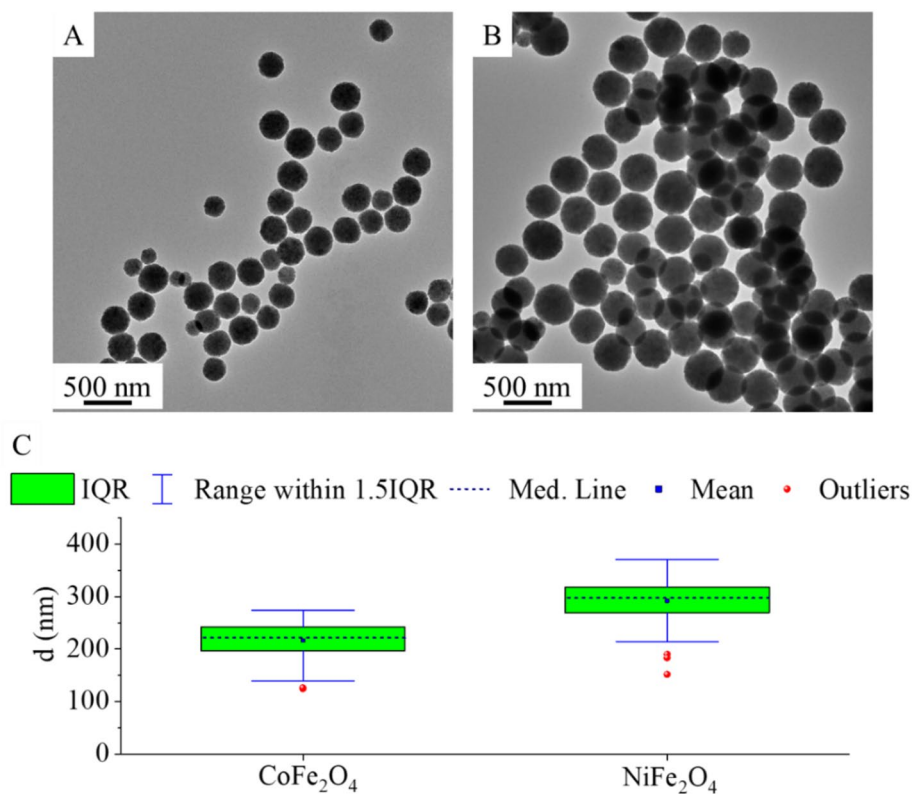 A
B
500 nm
500 nm
C
IQR Range within 1.5IQR Med. Line Mean Outliers
400
300
200
100
0
d (nm)
CoFe₂O₄
NiFe₂O₄